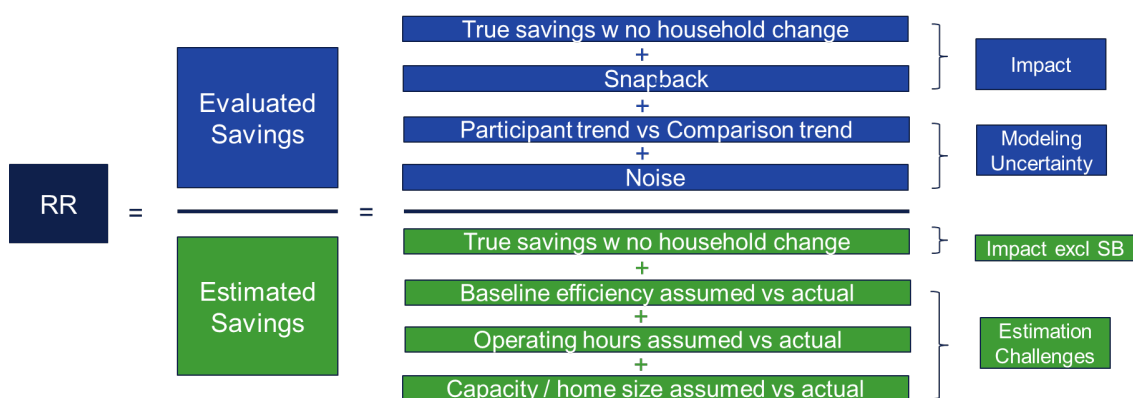 RR
=
Evaluated
Savings
Estimated
Savings
=
True savings w no household change
+
Snapback
+
Participant trend vs Comparison trend
+
Noise
Impact
Modeling
Uncertainty
True savings w no household change
+
Baseline efficiency assumed vs actual
+
Operating hours assumed vs actual
+
Capacity / home size assumed vs actual
Impact excl SB
Estimation
Challenges